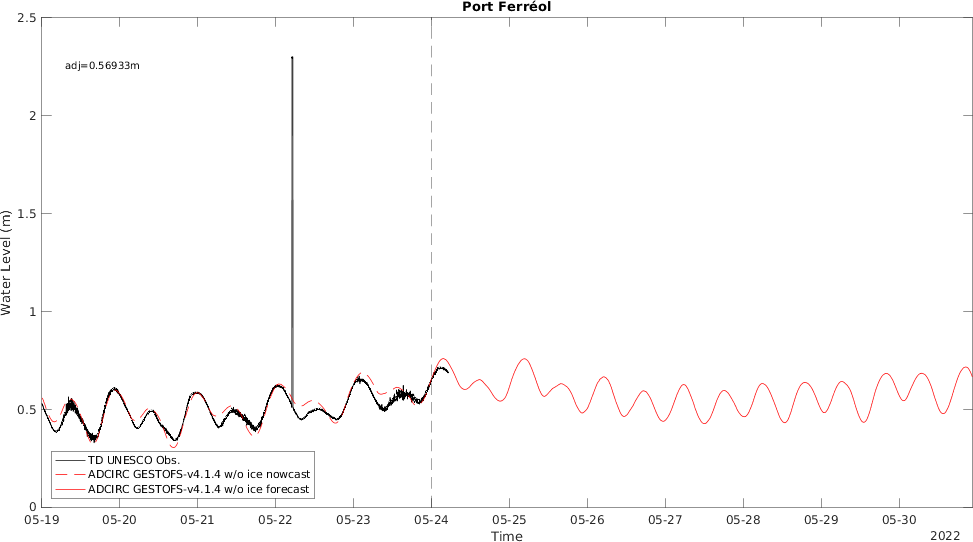 Port Ferréol
2.5
adj=0.56933m
2
1.5
Water Level (m)
1
0.5
TD UNESCO Obs.
ADCIRC GESTOFS-v4.1.4 w/o ice nowcast
ADCIRC GESTOFS-v4.1.4 w/o ice forecast
0
05-19 05-20 05-21 05-22 05-23 05-24 05-25 05-26 05-27 05-28 05-29 05-30
Time
2022